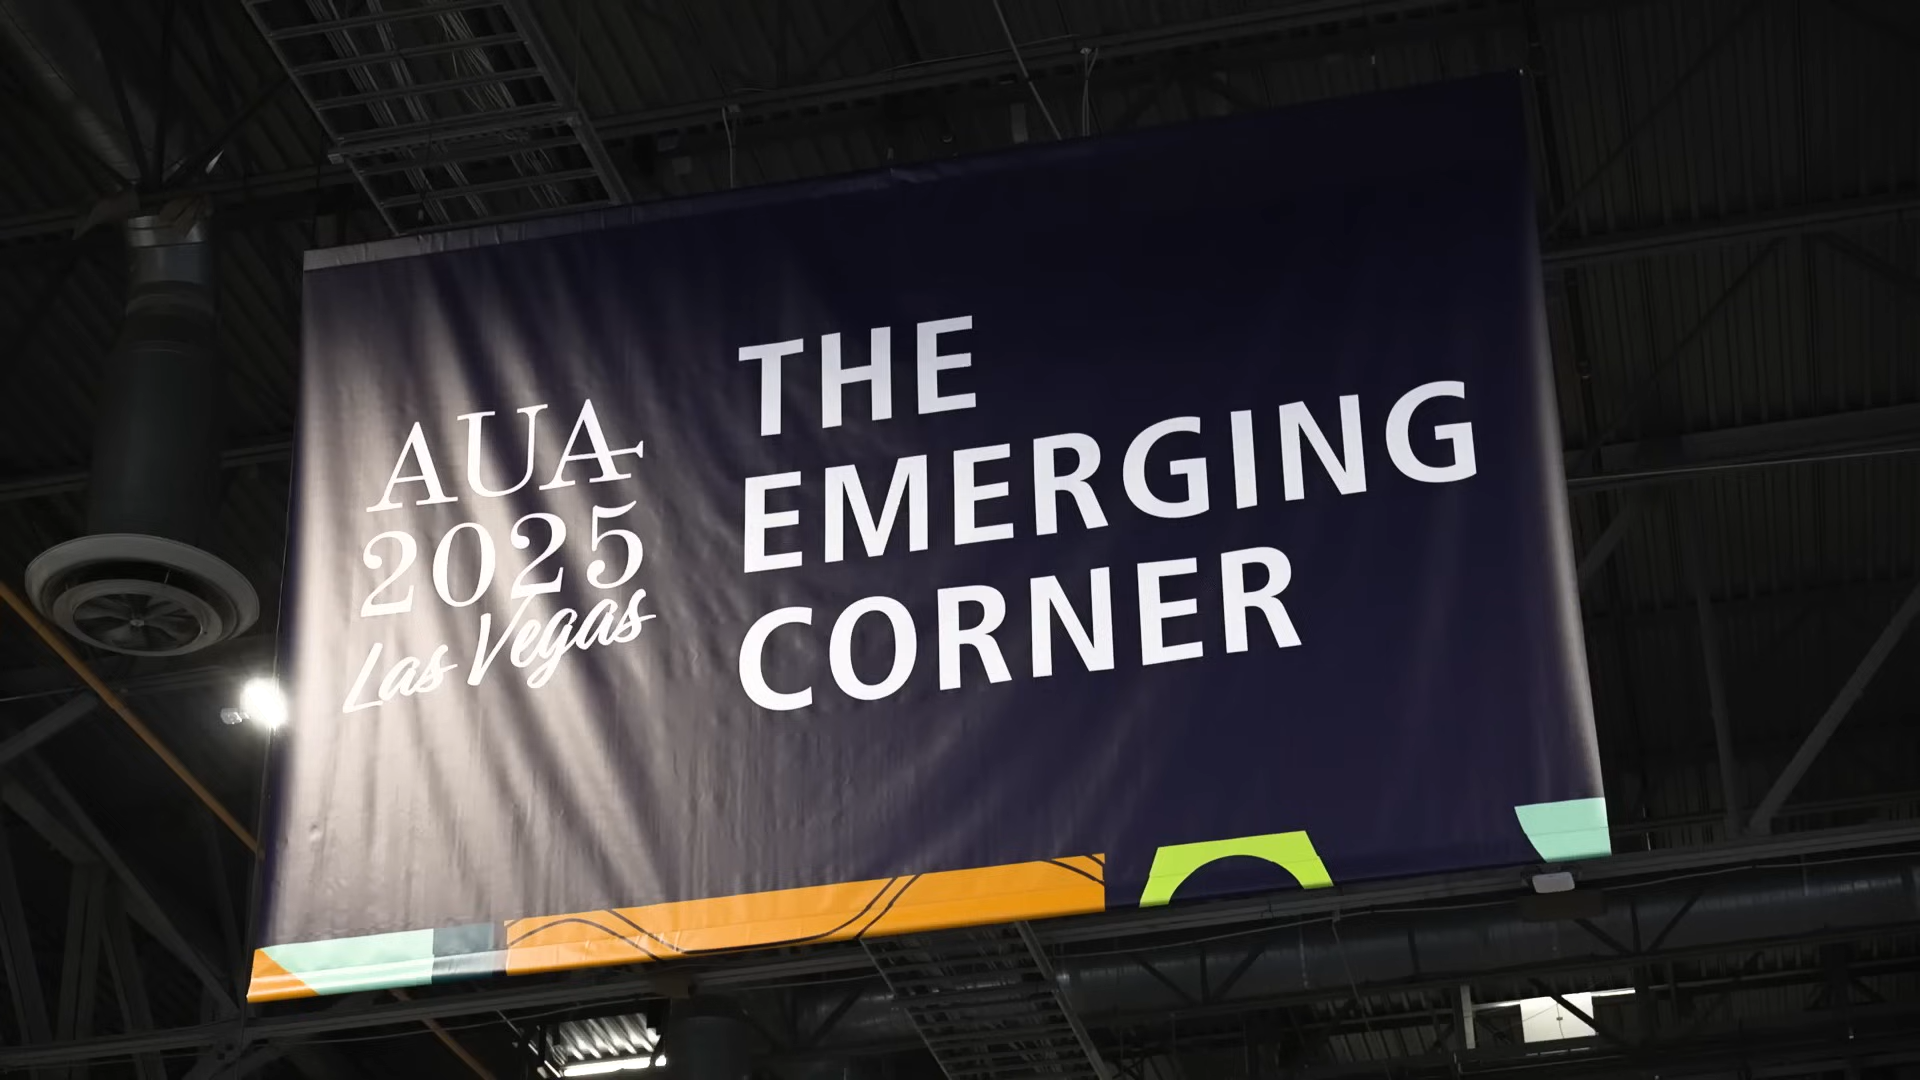 AUA
2025
Las Vegas
THE
EMERGING
CORNER